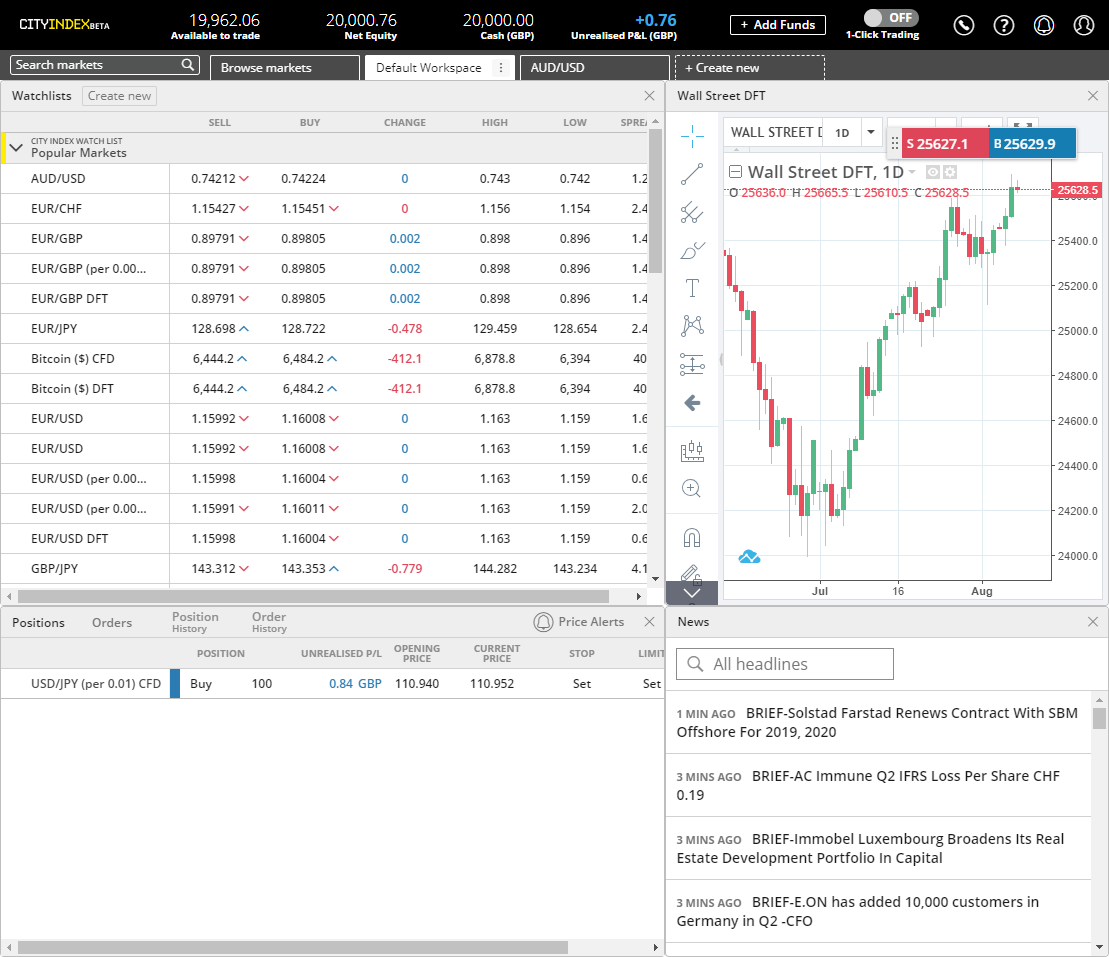 CITYINDEXBETA
19,962.06
Available to trade
20,000.76
Net Equity
20,000.00
Cash (GBP)
+0.76
Unrealised P&L (GBP)
+ Add Funds
OFF
1-Click Trading
Search markets
Browse markets
Default Workspace
AUD/USD
+ Create new
Watchlists Create new
SELL BUY CHANGE HIGH LOW SPREA
CITY INDEX WATCH LIST
Popular Markets
AUD/USD 0.74212 0.74224 0 0.743 0.742 1.2
EUR/CHF 1.15427 1.15451 0 1.156 1.154 2.4
EUR/GBP 0.89791 0.89805 0.002 0.898 0.896 1.4
EUR/GBP (per 0.00... 0.89791 0.89805 0.002 0.898 0.896 1.4
EUR/GBP DFT 0.89791 0.89805 0.002 0.898 0.896 1.4
EUR/JPY 128.698 128.722 -0.478 129.459 128.654 2.4
Bitcoin ($) CFD 6,444.2 6,484.2 -412.1 6,878.8 6,394 40
Bitcoin ($) DFT 6,444.2 6,484.2 -412.1 6,878.8 6,394 40
EUR/USD 1.15992 1.16008 0 1.163 1.159 1.6
EUR/USD 1.15992 1.16008 0 1.163 1.159 1.6
EUR/USD (per 0.00... 1.15998 1.16004 0 1.163 1.159 0.6
EUR/USD (per 0.00... 1.15991 1.16011 0 1.163 1.159 2.0
EUR/USD DFT 1.15998 1.16004 0 1.163 1.159 0.6
GBP/JPY 143.312 143.353 -0.779 144.282 143.234 4.1
Wall Street DFT
WALL STREET D 1D
S 25627.1 B 25629.9
Wall Street DFT, 1D
O 25636.0 H 25665.5 L 25610.5 C 25628.5
25628.5
25600.0
25400.0
25200.0
25000.0
24800.0
24600.0
24400.0
24200.0
24000.0
Jul 16 Aug
Positions
Orders
Position
History
Order
History
Price Alerts
POSITION UNREALISED P/L OPENING PRICE CURRENT PRICE STOP LIMIT
USD/JPY (per 0.01) CFD Buy 100 0.84 GBP 110.940 110.952 Set Set
News
All headlines
1 MIN AGO BRIEF-Solstad Farstad Renews Contract With SBM
Offshore For 2019, 2020
3 MINS AGO BRIEF-AC Immune Q2 IFRS Loss Per Share CHF
0.19
3 MINS AGO BRIEF-Immobel Luxembourg Broadens Its Real
Estate Development Portfolio In Capital
3 MINS AGO BRIEF-E.ON has added 10,000 customers in
Germany in Q2 -CFO